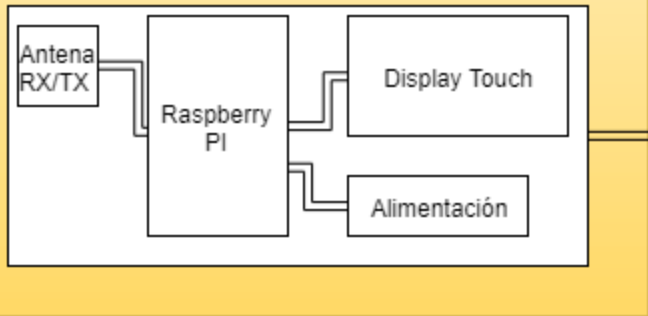 Antena
RX/TX
Raspberry
PI
Display Touch
Alimentación